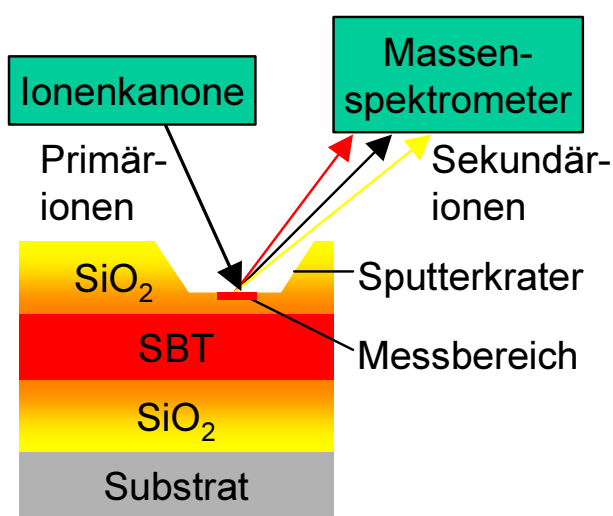 Ionenkanone
Massen-
spektrometer
Primär-
ionen
Sekundär-
ionen
SiO₂
Sputterkrater
SBT
Messbereich
SiO₂
Substrat